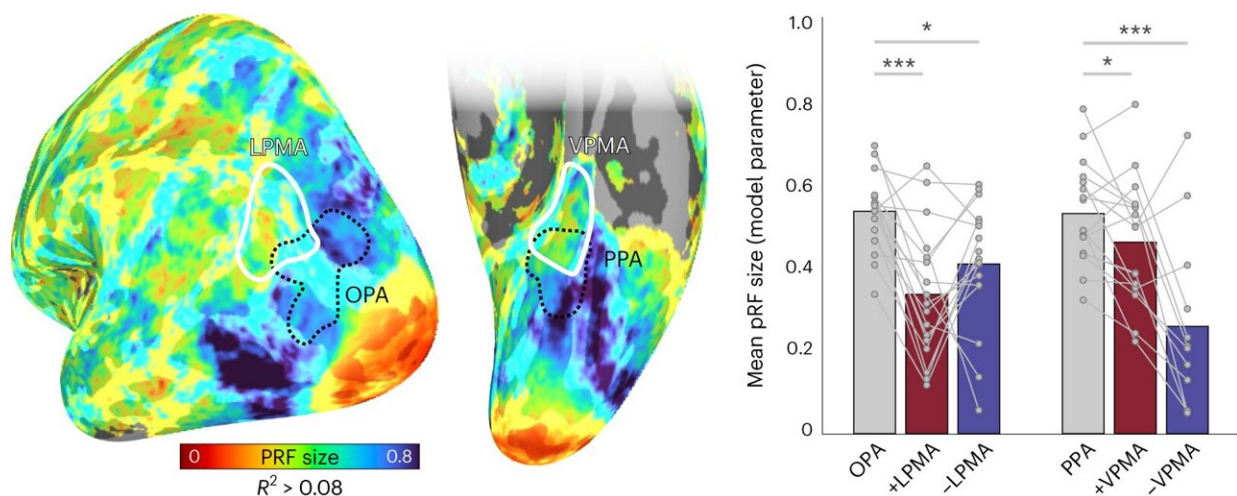 LPMA
OPA
VPMA
PPA
0 PRF size 0.8
R² > 0.08
Mean pRF size (model parameter)
1.0
0.8
0.6
0.4
0.2
0
*
***
***
*
OPA
+LPMA
−LPMA
PPA
+VPMA
−VPMA